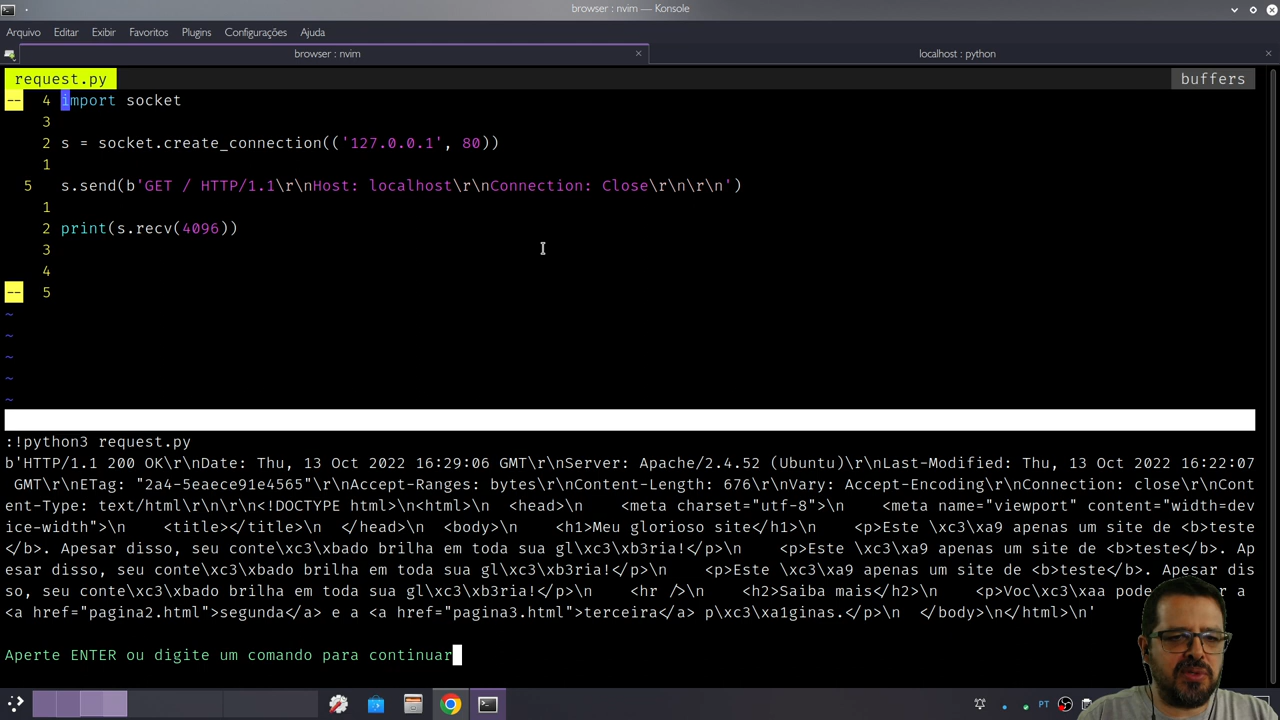 browser : nvim — Konsole
Arquivo Editar Exibir Favoritos Plugins Configurações Ajuda
browser : nvim
localhost : python
request.py
buffers
-- 4 import socket
3
2 s = socket.create_connection(('127.0.0.1', 80))
1
5 s.send(b'GET / HTTP/1.1\r\nHost: localhost\r\nConnection: Close\r\n\r\n')
1
2 print(s.recv(4096))
3
4
-- 5
~
~
~
~
~
:!python3 request.py
b'HTTP/1.1 200 OK\r\nDate: Thu, 13 Oct 2022 16:29:06 GMT\r\nServer: Apache/2.4.52 (Ubuntu)\r\nLast-Modified: Thu, 13 Oct 2022 16:22:07
GMT\r\nETag: "2a4-5eaece91e4565"\r\nAccept-Ranges: bytes\r\nContent-Length: 676\r\nVary: Accept-Encoding\r\nConnection: close\r\nCont
ent-Type: text/html\r\n\r\n<!DOCTYPE html>\n<html>\n  <head>\n    <meta charset="utf-8">\n    <meta name="viewport" content="width=dev
ice-width">\n    <title></title>\n  </head>\n  <body>\n    <h1>Meu glorioso site</h1>\n    <p>Este \xc3\xa9 apenas um site de <b>teste
</b>. Apesar disso, seu conte\xc3\xbado brilha em toda sua gl\xc3\xb3ria!</p>\n    <p>Este \xc3\xa9 apenas um site de <b>teste</b>. Ap
esar disso, seu conte\xc3\xbado brilha em toda sua gl\xc3\xb3ria!</p>\n    <p>Este \xc3\xa9 apenas um site de <b>teste</b>. Apesar dis
so, seu conte\xc3\xbado brilha em toda sua gl\xc3\xb3ria!</p>\n    <hr />\n    <h2>Saiba mais</h2>\n    <p>Voc\xc3\xaa pode r a
<a href="pagina2.html">segunda</a> e a <a href="pagina3.html">terceira</a> p\xc3\xa1ginas.</p>\n  </body>\n</html>\n'
Aperte ENTER ou digite um comando para continuar
PT